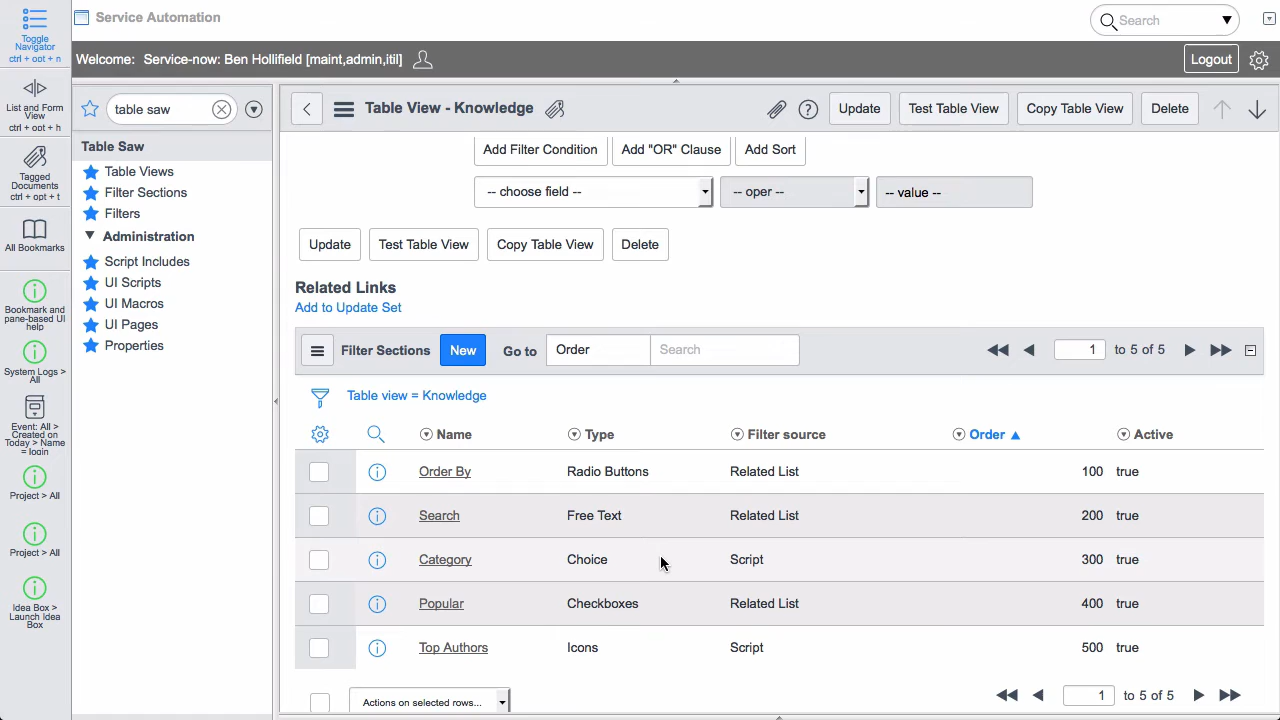 Toggle
Navigator
ctrl + opt + n
List and Form
View
ctrl + opt + h
Tagged
Documents
ctrl + opt + t
All Bookmarks
Bookmark and
pane-based UI
help
System Logs >
All
Event: All >
Created on
Today > Name
= login
Project > All
Project > All
Idea Box >
Launch Idea
Box
Service Automation
Search
Welcome: Service-now: Ben Hollifield [maint,admin,itil]
Logout
table saw
Table Saw
Table Views
Filter Sections
Filters
Administration
Script Includes
UI Scripts
UI Macros
UI Pages
Properties
Table View - Knowledge
Update
Test Table View
Copy Table View
Delete
Add Filter Condition
Add "OR" Clause
Add Sort
-- choose field --
-- oper --
-- value --
Update
Test Table View
Copy Table View
Delete
Related Links
Add to Update Set
Filter Sections
New
Go to
Order
Search
1 to 5 of 5
Table view = Knowledge
Name Type Filter source Order Active
Order By Radio Buttons Related List 100 true
Search Free Text Related List 200 true
Category Choice Script 300 true
Popular Checkboxes Related List 400 true
Top Authors Icons Script 500 true
Actions on selected rows...
1 to 5 of 5